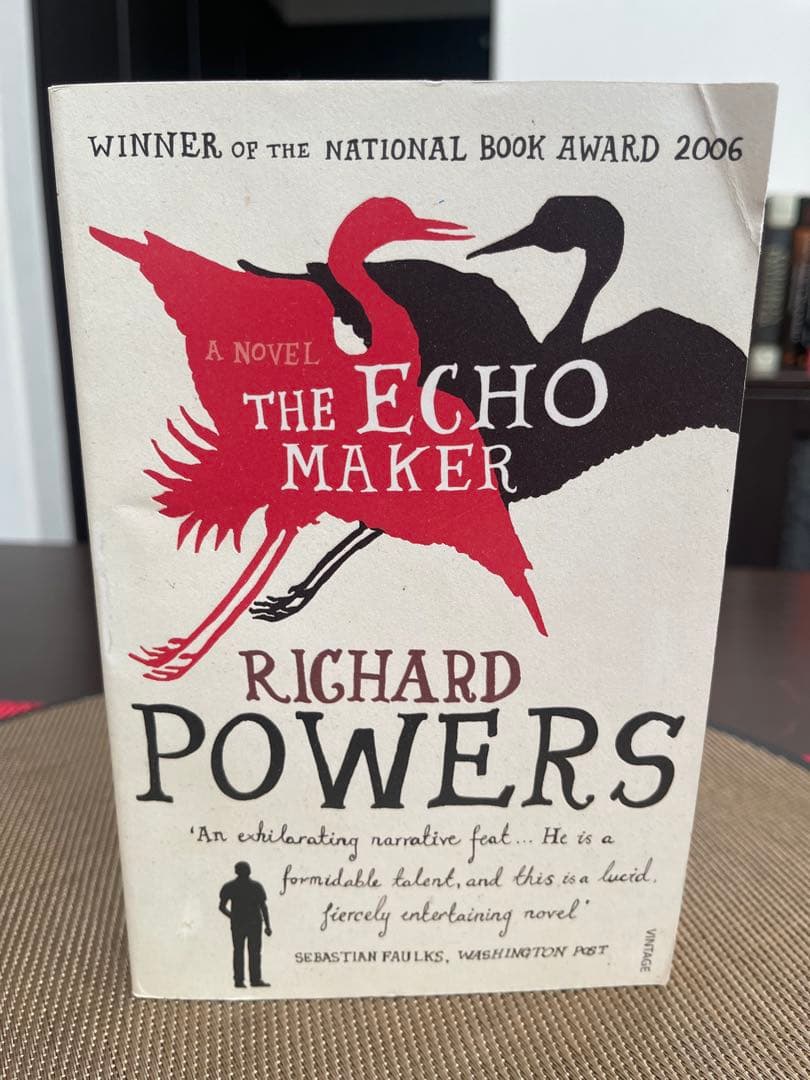 WINNER OF THE NATIONAL BOOK AWARD 2006
A NOVEL
THE ECHO
MAKER
RICHARD
POWERS
‘An exhilarating narrative feat... He is a
formidable talent, and this is a lucid,
fiercely entertaining novel’
SEBASTIAN FAULKS, WASHINGTON POST
VINTAGE